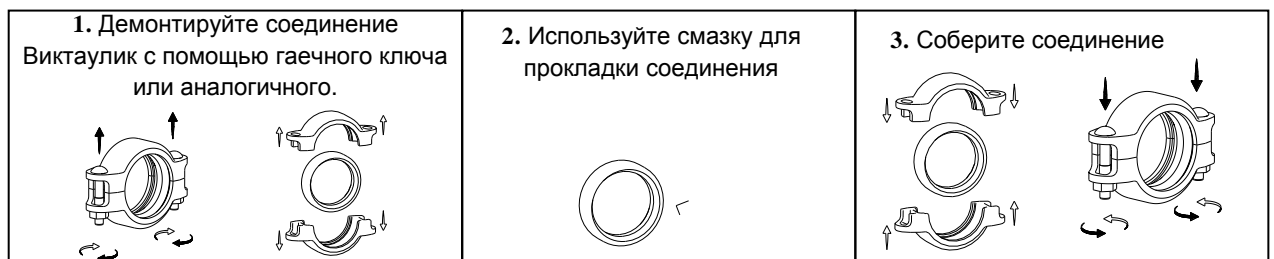 1. Демонтируйте соединение
Виктаулик с помощью гаечного ключа
или аналогичного.
2. Используйте смазку для
прокладки соединения
3. Соберите соединение